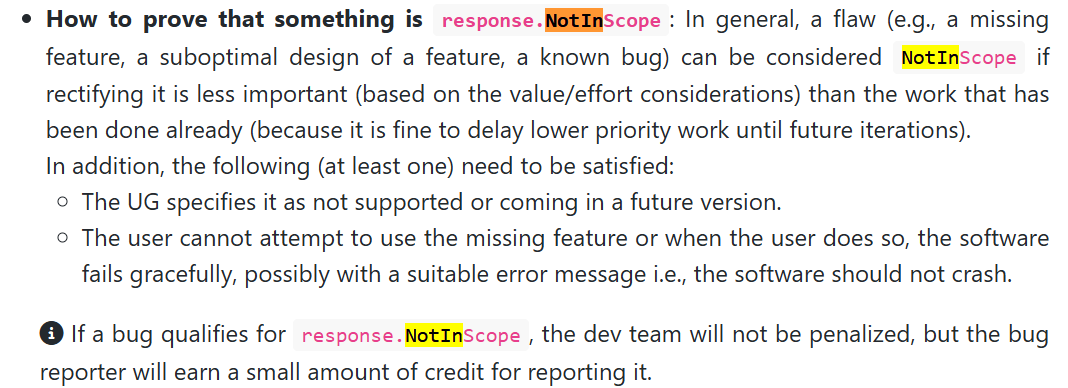 How to prove that something is response.NotInScope : In general, a flaw (e.g., a missing
feature, a suboptimal design of a feature, a known bug) can be considered NotInScope if
rectifying it is less important (based on the value/effort considerations) than the work that has
been done already (because it is fine to delay lower priority work until future iterations).
In addition, the following (at least one) need to be satisfied:
The UG specifies it as not supported or coming in a future version.
The user cannot attempt to use the missing feature or when the user does so, the software
fails gracefully, possibly with a suitable error message i.e., the software should not crash.
If a bug qualifies for response.NotInScope , the dev team will not be penalized, but the bug
reporter will earn a small amount of credit for reporting it.